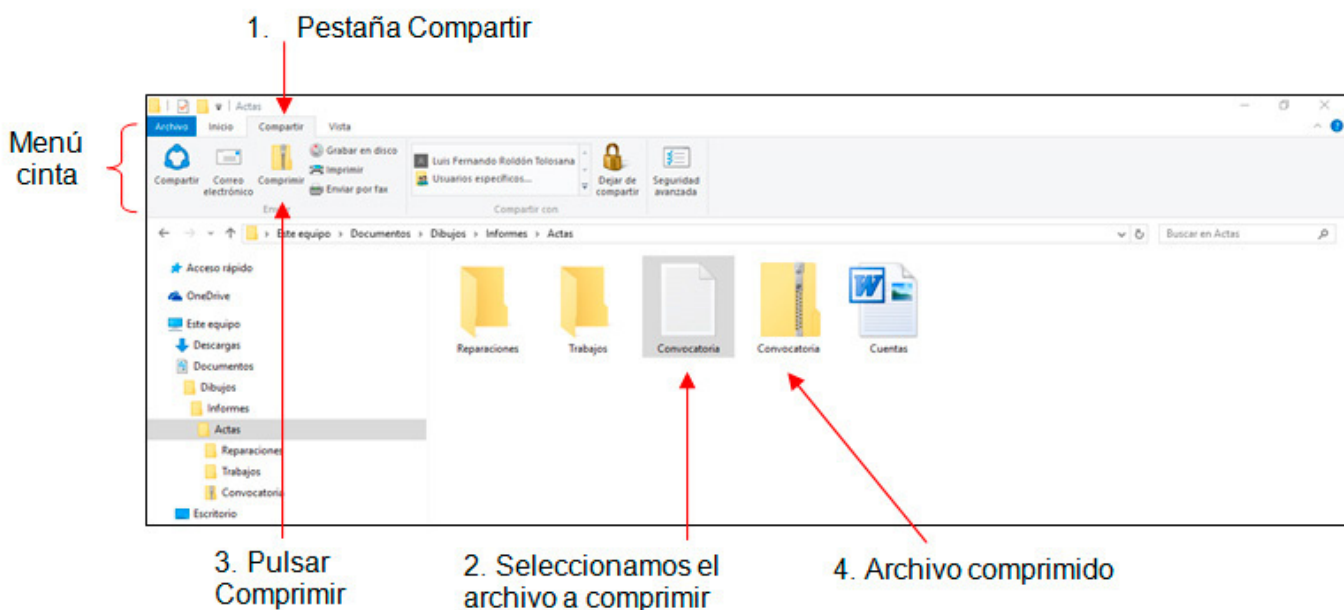 1. Pestaña Compartir
Menú
cinta
Actas
Archivo Inicio Compartir Vista
Compartir
Correo
electrónico
Comprimir
Grabar en disco
Imprimir
Enviar por fax
Luis Fernando Roldón Tolosana
Usuarios específicos...
Dejar de
compartir
Seguridad
avanzada
Compartir con
Este equipo > Documentos > Dibujos > Informes > Actas
Buscar en Actas
Acceso rápido
OneDrive
Este equipo
Descargas
Documentos
Dibujos
Informes
Actas
Reparaciones
Trabajos
Convocatoria
Escritorio
Reparaciones Trabajos Convocatoria Convocatoria Cuentas
3. Pulsar
Comprimir
2. Seleccionamos el
archivo a comprimir
4. Archivo comprimido